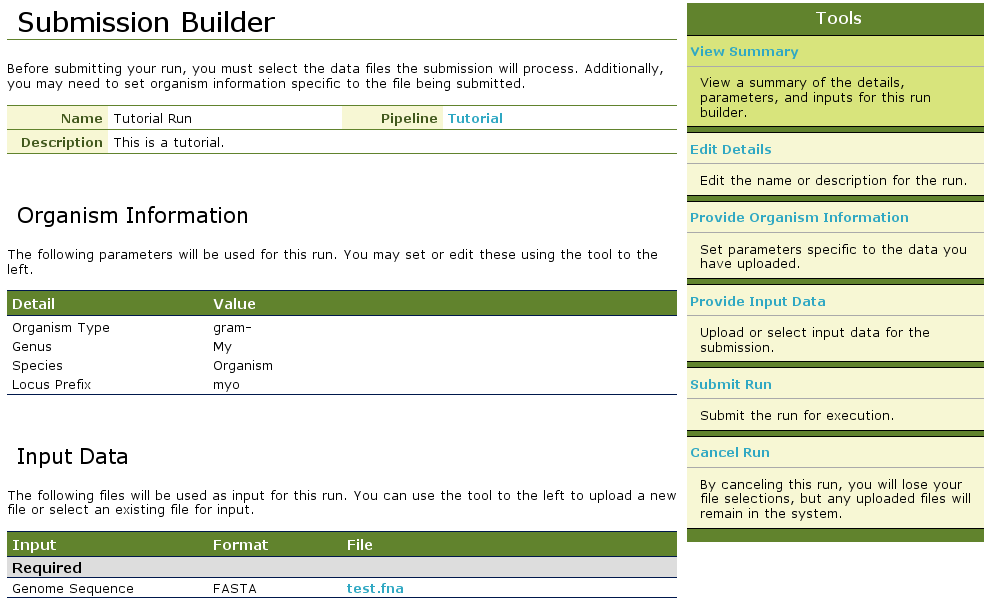 Submission Builder
Before submitting your run, you must select the data files the submission will process. Additionally,
you may need to set organism information specific to the file being submitted.
Name Tutorial Run Pipeline Tutorial
Description This is a tutorial.
Organism Information
The following parameters will be used for this run. You may set or edit these using the tool to the
left.
Detail Value
Organism Type gram-
Genus My
Species Organism
Locus Prefix myo
Input Data
The following files will be used as input for this run. You can use the tool to the left to upload a new
file or select an existing file for input.
Input Format File
Required
Genome Sequence FASTA test.fna
Tools
View Summary
View a summary of the details,
parameters, and inputs for this run
builder.
Edit Details
Edit the name or description for the run.
Provide Organism Information
Set parameters specific to the data you
have uploaded.
Provide Input Data
Upload or select input data for the
submission.
Submit Run
Submit the run for execution.
Cancel Run
By canceling this run, you will lose your
file selections, but any uploaded files will
remain in the system.